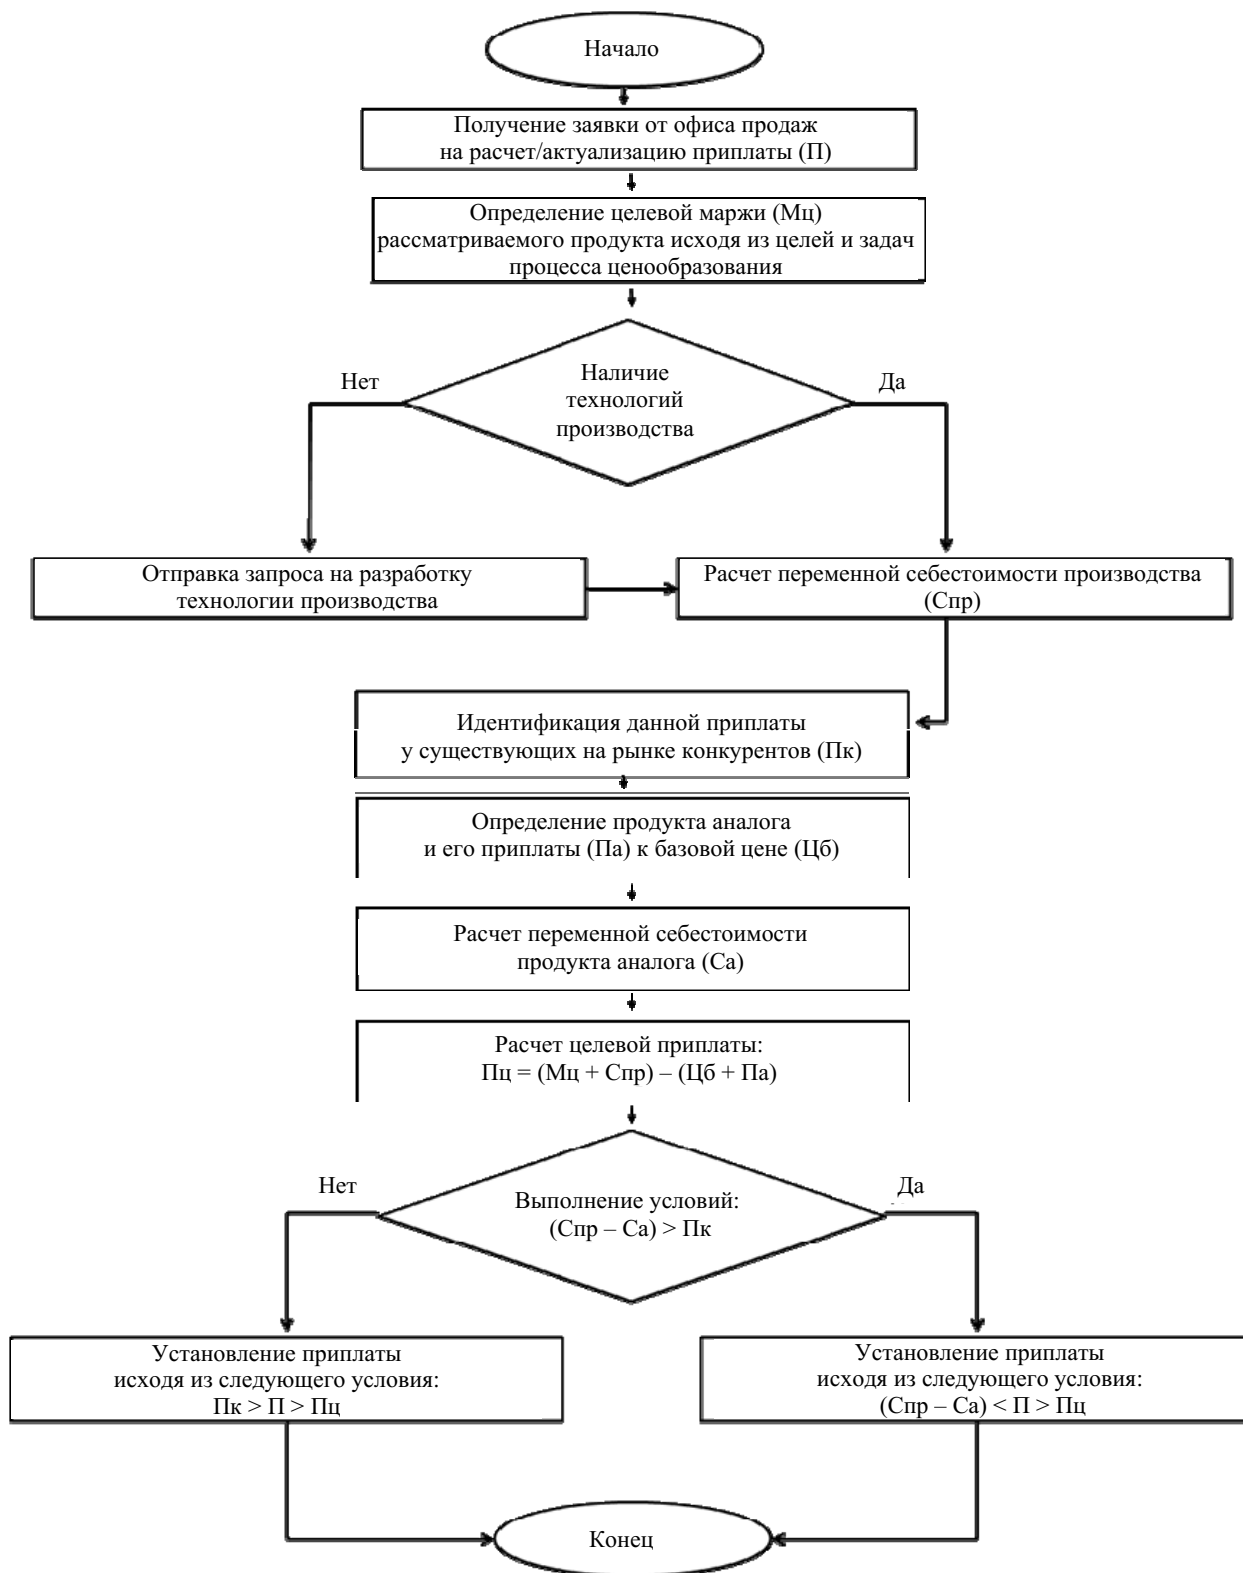 Начало
Получение заявки от офиса продаж
на расчет/актуализацию приплаты (П)
Определение целевой маржи (Мц)
рассматриваемого продукта исходя из целей и задач
процесса ценообразования
Нет
Наличие
технологий
производства
Да
Отправка запроса на разработку
технологии производства
Расчет переменной себестоимости производства
(Спр)
Идентификация данной приплаты
у существующих на рынке конкурентов (Пк)
Определение продукта аналога
и его приплаты (Па) к базовой цене (Цб)
Расчет переменной себестоимости
продукта аналога (Са)
Расчет целевой приплаты:
Пц = (Мц + Спр) – (Цб + Па)
Нет
Выполнение условий:
(Спр – Са) > Пк
Да
Установление приплаты
исходя из следующего условия:
Пк > П > Пц
Установление приплаты
исходя из следующего условия:
(Спр – Са) < П > Пц
Конец